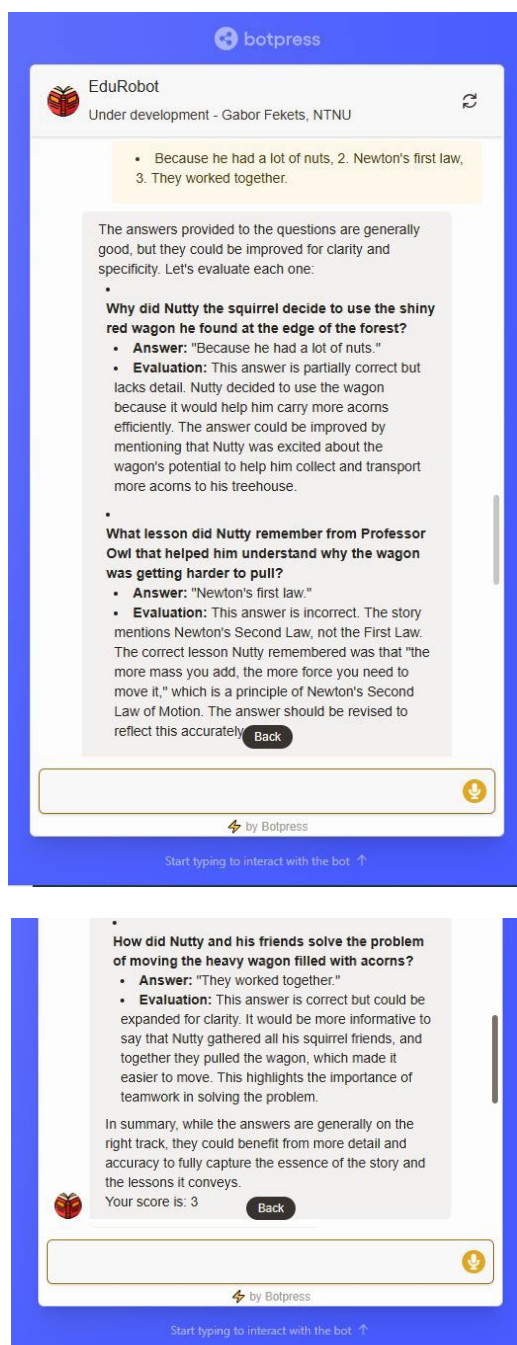 botpress
EduRobot
Under development - Gabor Fekets, NTNU
• Because he had a lot of nuts, 2. Newton's first law,
3. They worked together.
The answers provided to the questions are generally
good, but they could be improved for clarity and
specificity. Let's evaluate each one:
•
Why did Nutty the squirrel decide to use the shiny
red wagon he found at the edge of the forest?
• Answer: "Because he had a lot of nuts."
• Evaluation: This answer is partially correct but
lacks detail. Nutty decided to use the wagon
because it would help him carry more acorns
efficiently. The answer could be improved by
mentioning that Nutty was excited about the
wagon's potential to help him collect and transport
more acorns to his treehouse.
•
What lesson did Nutty remember from Professor
Owl that helped him understand why the wagon
was getting harder to pull?
• Answer: "Newton's first law."
• Evaluation: This answer is incorrect. The story
mentions Newton's Second Law, not the First Law.
The correct lesson Nutty remembered was that "the
more mass you add, the more force you need to
move it," which is a principle of Newton's Second
Law of Motion. The answer should be revised to
reflect this accurately
Back
by Botpress
Start typing to interact with the bot ↑
•
How did Nutty and his friends solve the problem
of moving the heavy wagon filled with acorns?
• Answer: "They worked together."
• Evaluation: This answer is correct but could be
expanded for clarity. It would be more informative to
say that Nutty gathered all his squirrel friends, and
together they pulled the wagon, which made it
easier to move. This highlights the importance of
teamwork in solving the problem.
In summary, while the answers are generally on the
right track, they could benefit from more detail and
accuracy to fully capture the essence of the story and
the lessons it conveys.
Your score is: 3
Back
by Botpress
Start typing to interact with the bot ↑